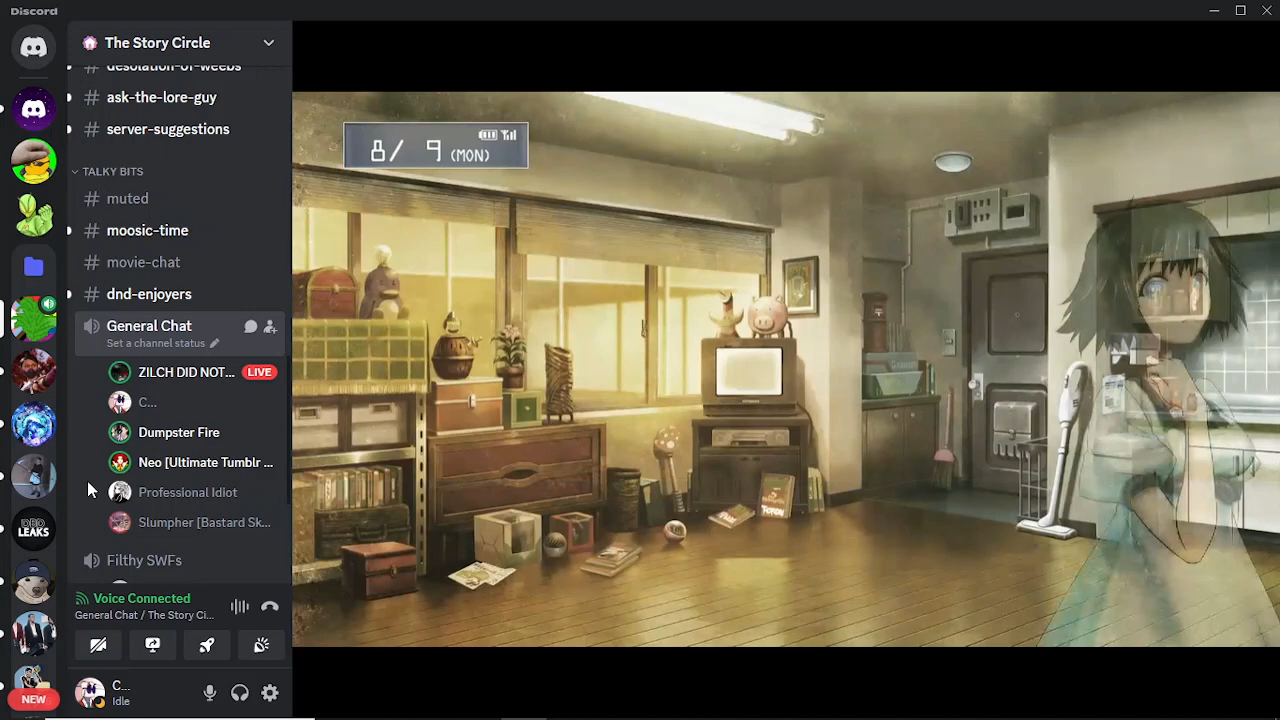 Discord
The Story Circle
desolation-of-weebs
ask-the-lore-guy
server-suggestions
TALKY BITS
muted
moosic-time
movie-chat
dnd-enjoyers
General Chat
Set a channel status
ZILCH DID NOT... LIVE
C...
Dumpster Fire
Neo [Ultimate Tumblr ...
Professional Idiot
Slumpher [Bastard Sk...
Filthy SWFs
Voice Connected
General Chat / The Story Ci...
C...
Idle
NEW
LEAKS
8/ 9 (MON)